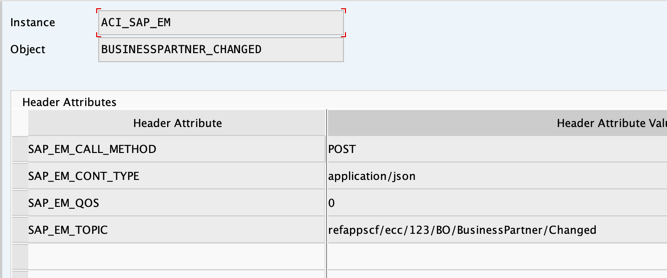 Instance ACI_SAP_EM
Object BUSINESSPARTNER_CHANGED
Header Attributes
Header Attribute Header Attribute Valu
SAP_EM_CALL_METHOD POST
SAP_EM_CONT_TYPE application/json
SAP_EM_QOS 0
SAP_EM_TOPIC refappscf/ecc/123/BO/BusinessPartner/Changed